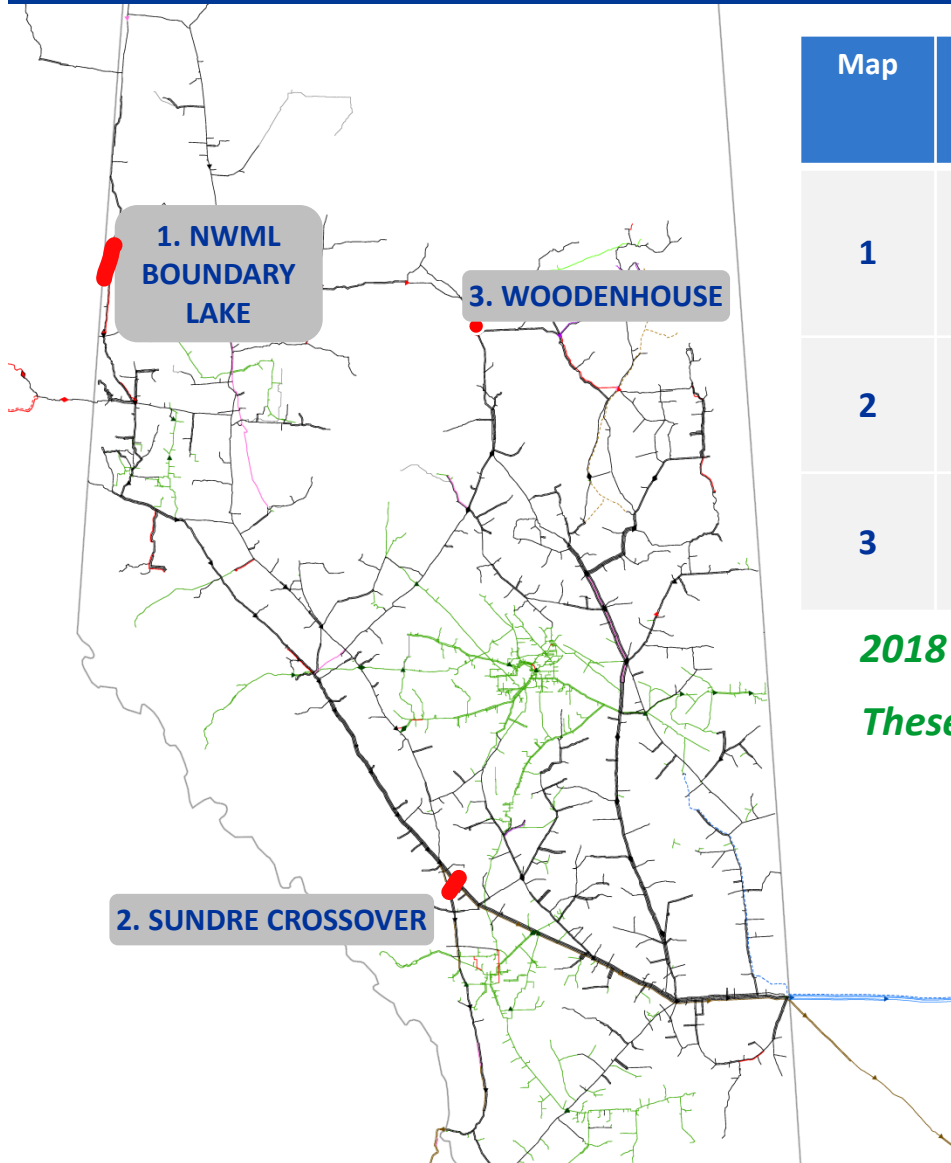 Map
1. NWML
BOUNDARY
LAKE
1
3. WOODENHOUSE
2
3
2018
These
2. SUNDRE CROSSOVER